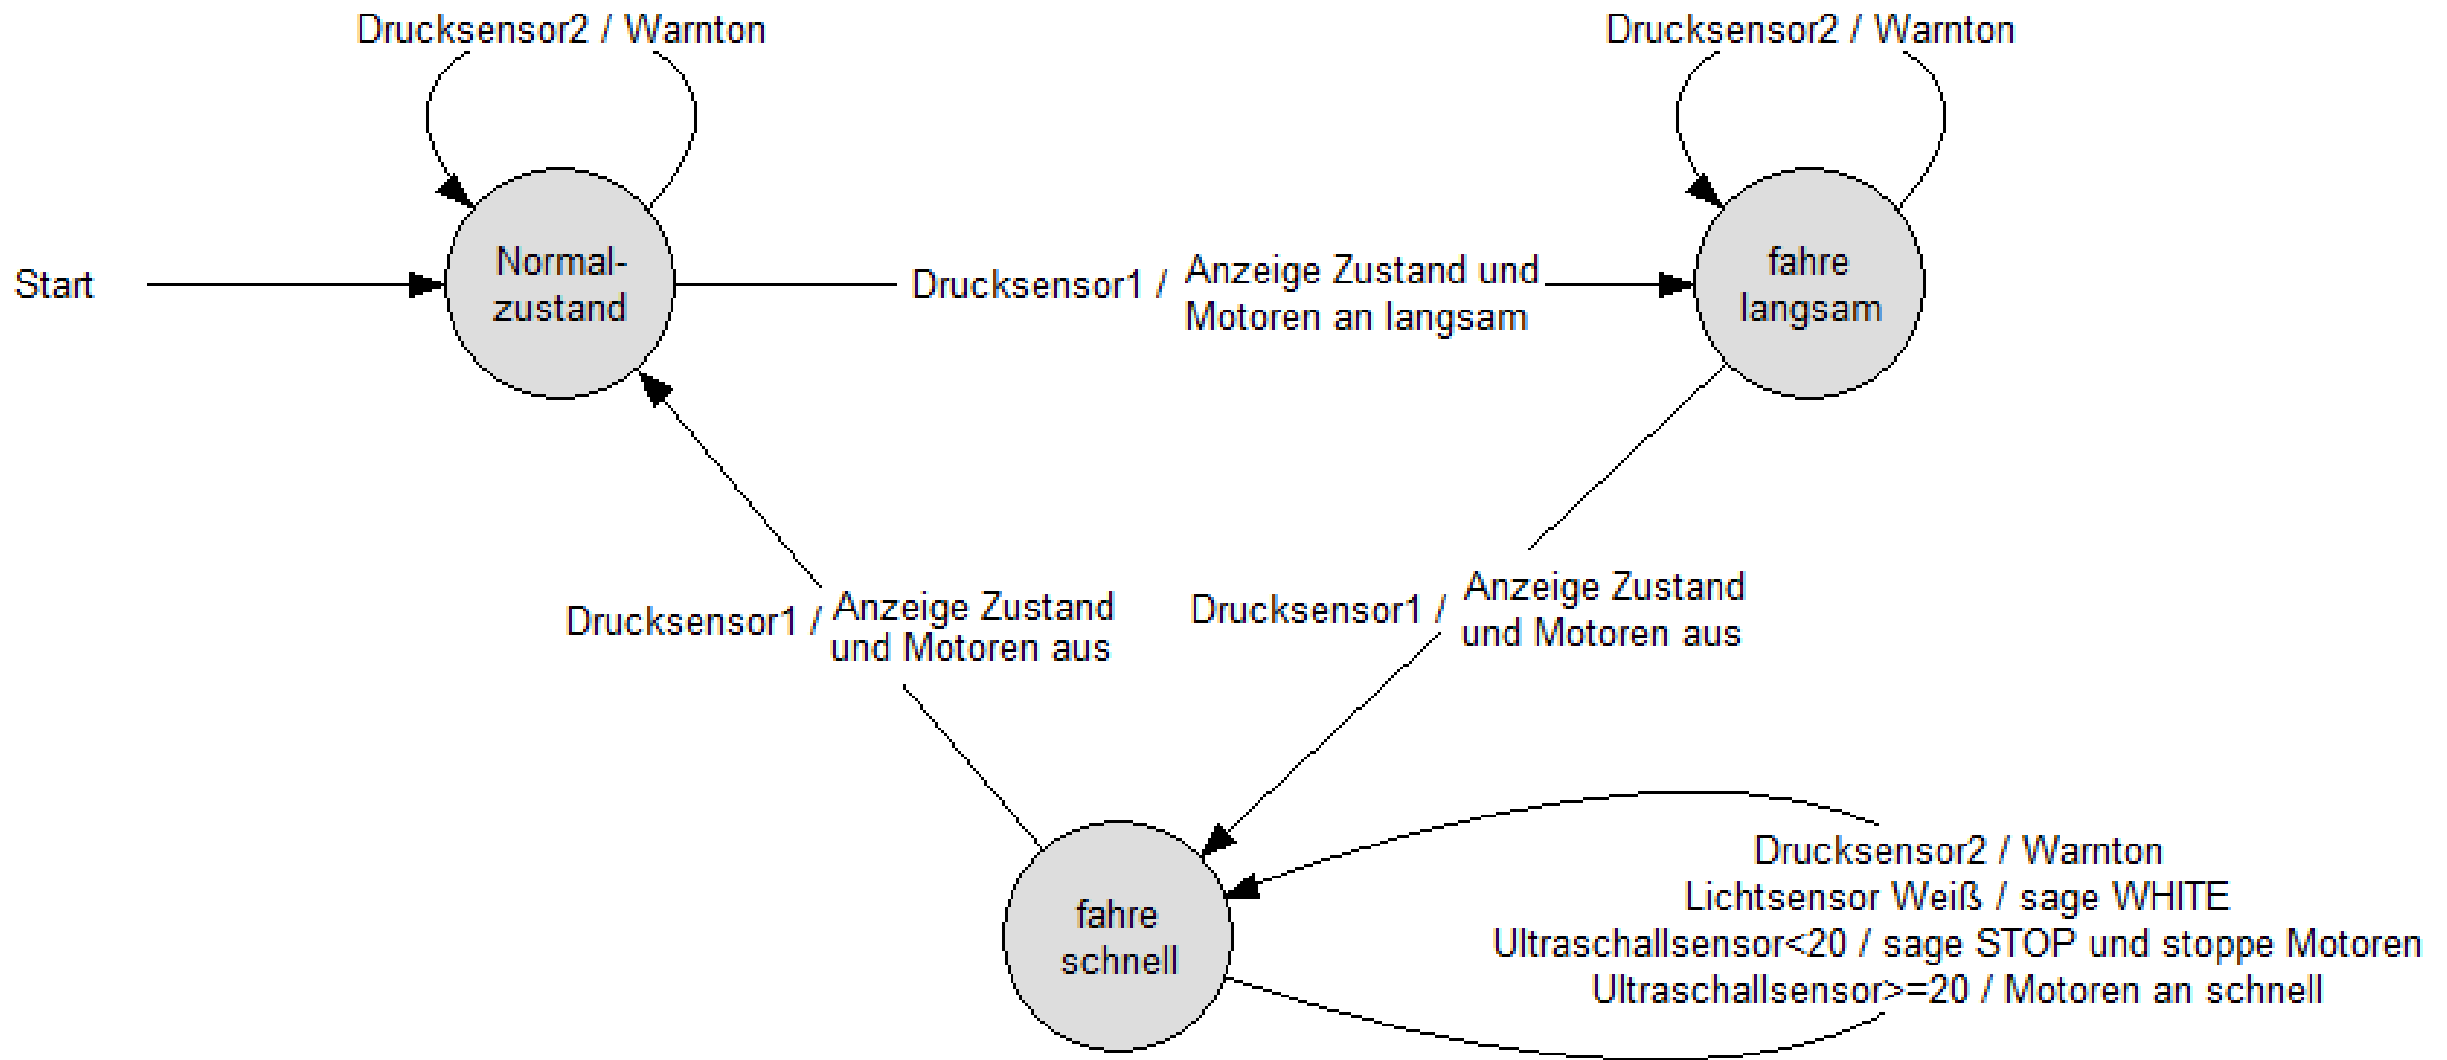 Drucksensor2 / Warnton
Drucksensor2 / Warnton
Start
Normal-
zustand
Drucksensor1 /
Anzeige Zustand und
Motoren an langsam
fahre
langsam
Drucksensor1 /
Anzeige Zustand
und Motoren aus
Drucksensor1 /
Anzeige Zustand
und Motoren aus
fahre
schnell
Drucksensor2 / Warnton
Lichtsensor Weiß / sage WHITE
Ultraschallsensor<20 / sage STOP und stoppe Motoren
Ultraschallsensor>=20 / Motoren an schnell